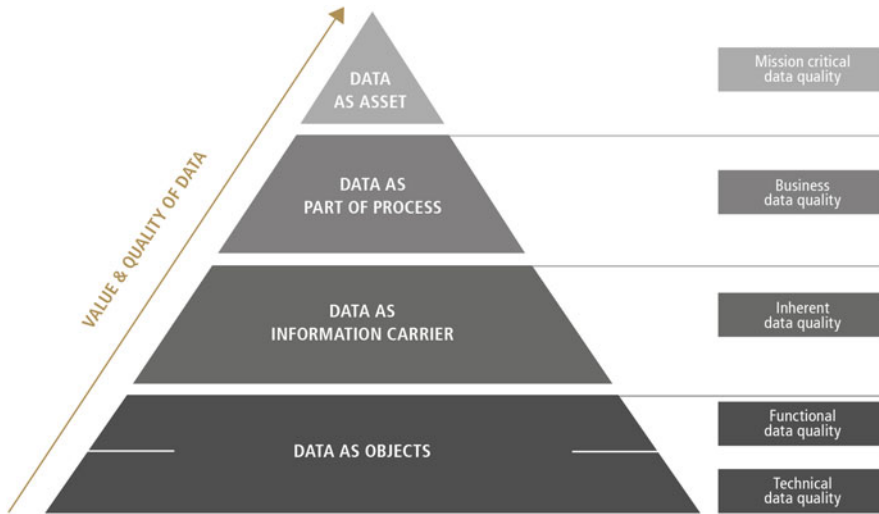 VALUE & QUALITY OF DATA
DATA
AS ASSET
Mission critical
data quality
DATA AS
PART OF PROCESS
Business
data quality
DATA AS
INFORMATION CARRIER
Inherent
data quality
DATA AS OBJECTS
Functional
data quality
Technical
data quality